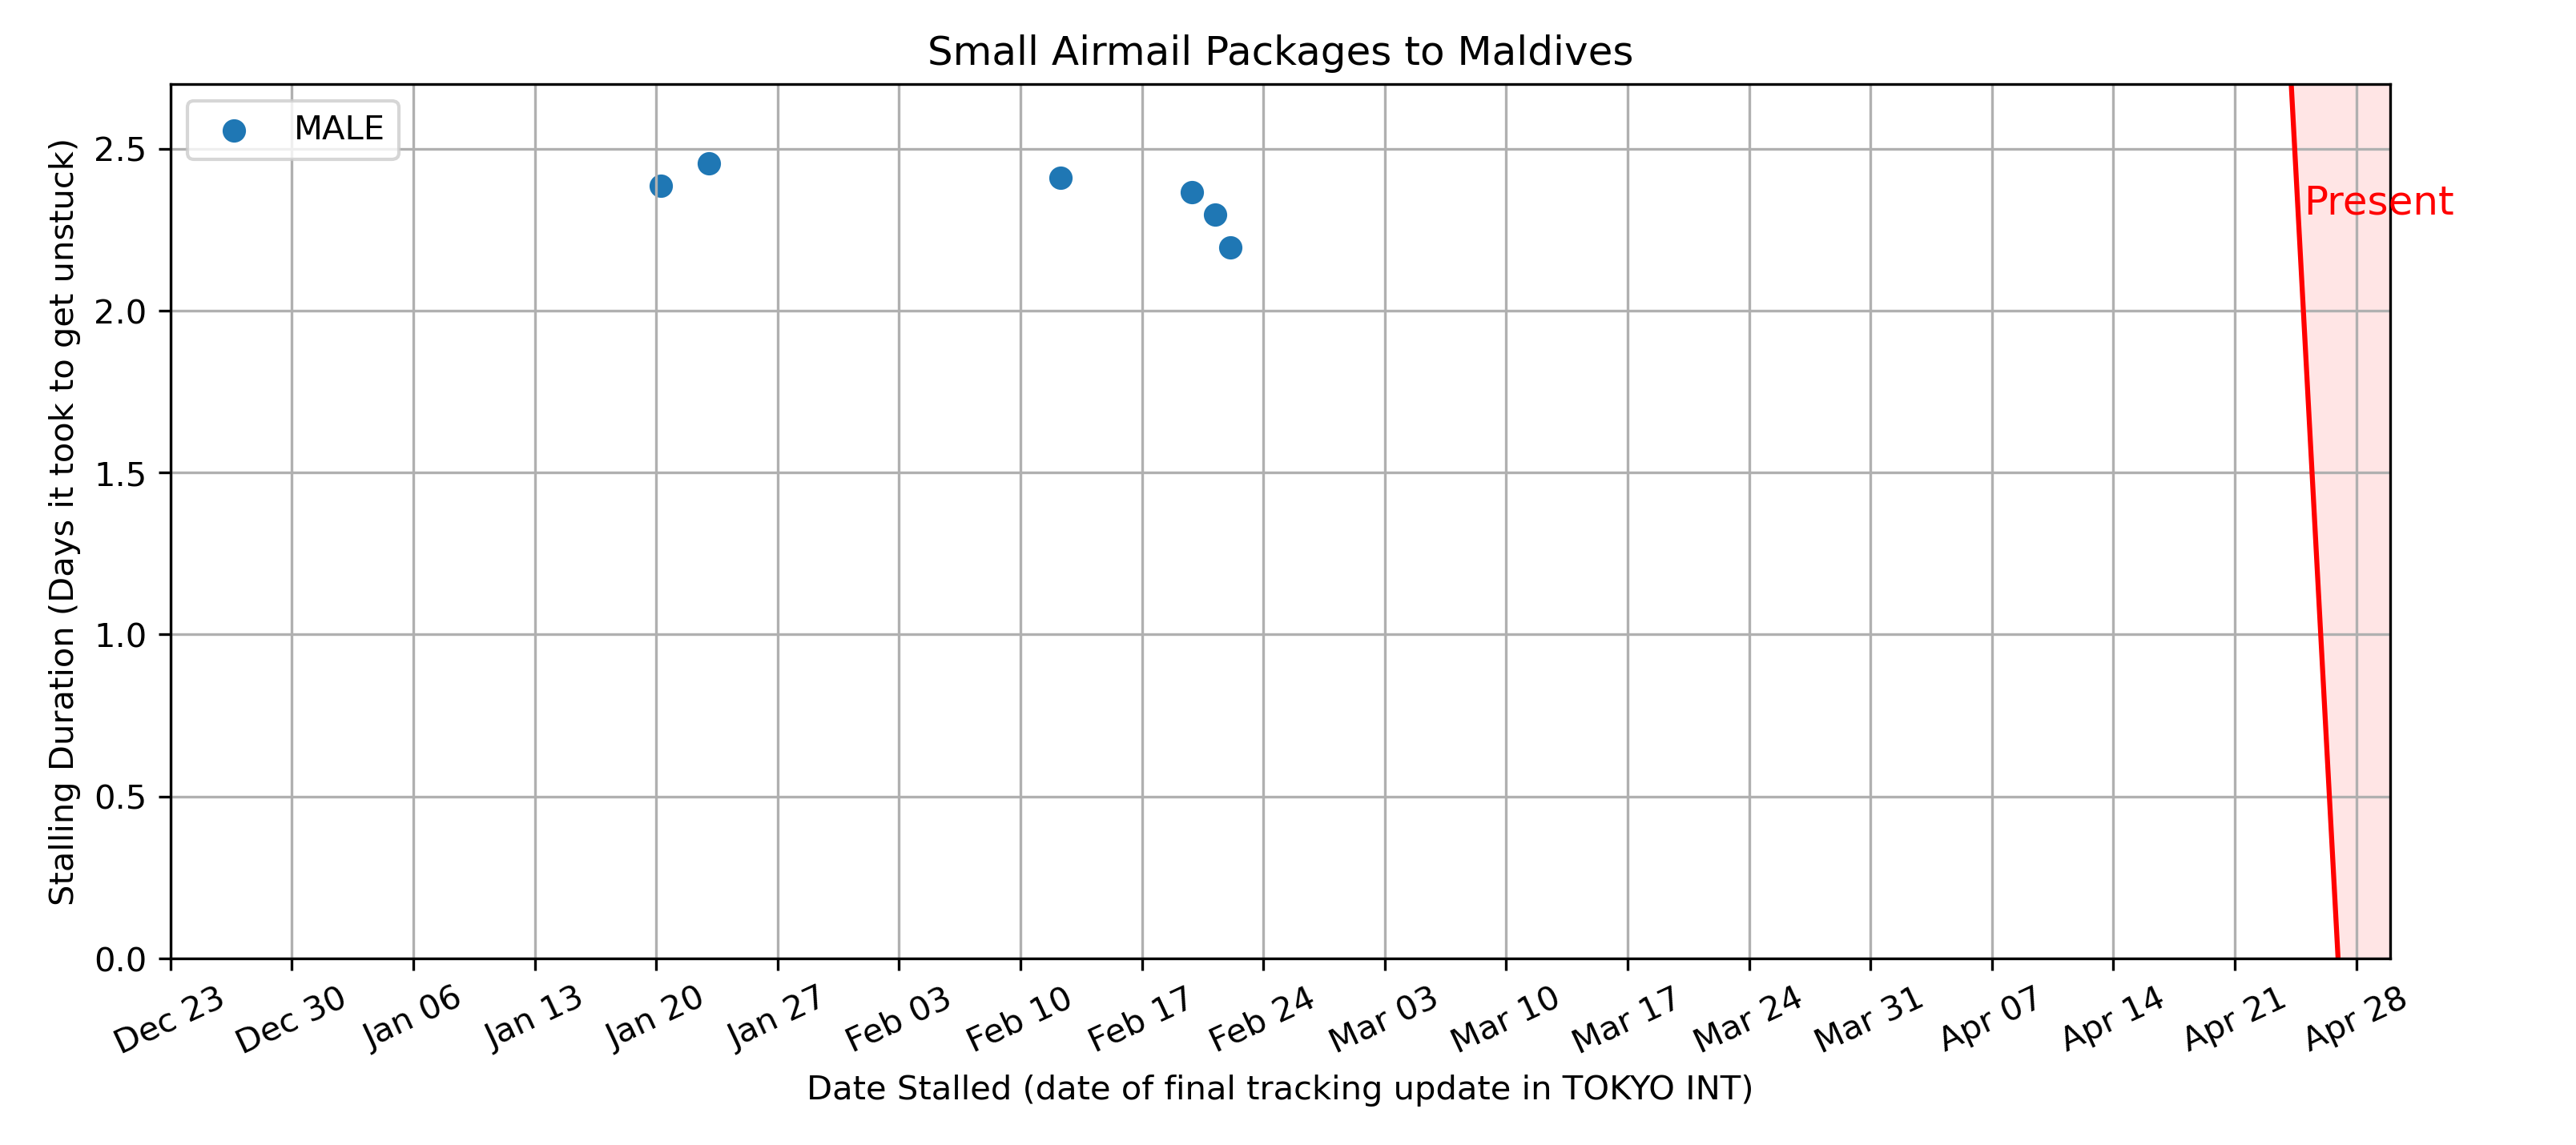 Small Airmail Packages to Maldives
MALE
Present
Stalling Duration (Days it took to get unstuck)
2.5
2.0
1.5
1.0
0.5
0.0
Dec 23 Dec 30 Jan 06 Jan 13 Jan 20 Jan 27 Feb 03 Feb 10 Feb 17 Feb 24 Mar 03 Mar 10 Mar 17 Mar 24 Mar 31 Apr 07 Apr 14 Apr 21 Apr 28
Date Stalled (date of final tracking update in TOKYO INT)